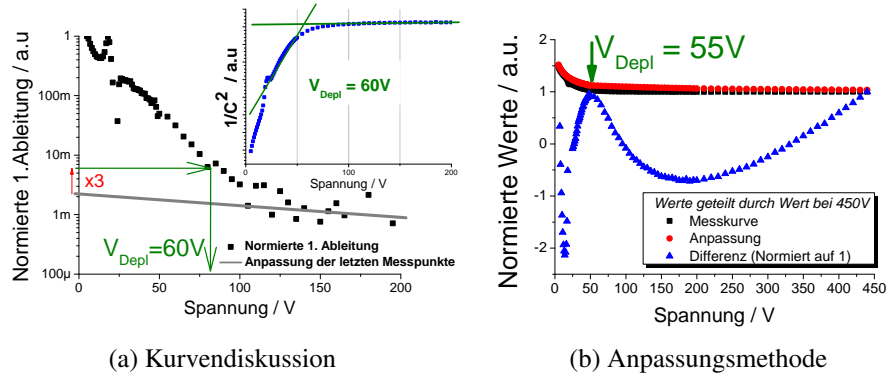 Normierte 1. Ableitung / a.u
1
100m
10m
1m
100µ
x3
V_Depl=60V
Normierte 1. Ableitung
Anpassung der letzten Messpunkte
0 50 100 150 200
Spannung / V
1/C² / a.u
V_Depl = 60V
0 50 100 150 200
Spannung / V
(a) Kurvendiskussion
Normierte Werte / a.u.
2
1
0
-1
-2
V_Depl = 55V
Werte geteilt durch Wert bei 450V
Messkurve
Anpassung
Differenz (Normiert auf 1)
0 50 100 150 200 250 300 350 400 450
Spannung / V
(b) Anpassungsmethode